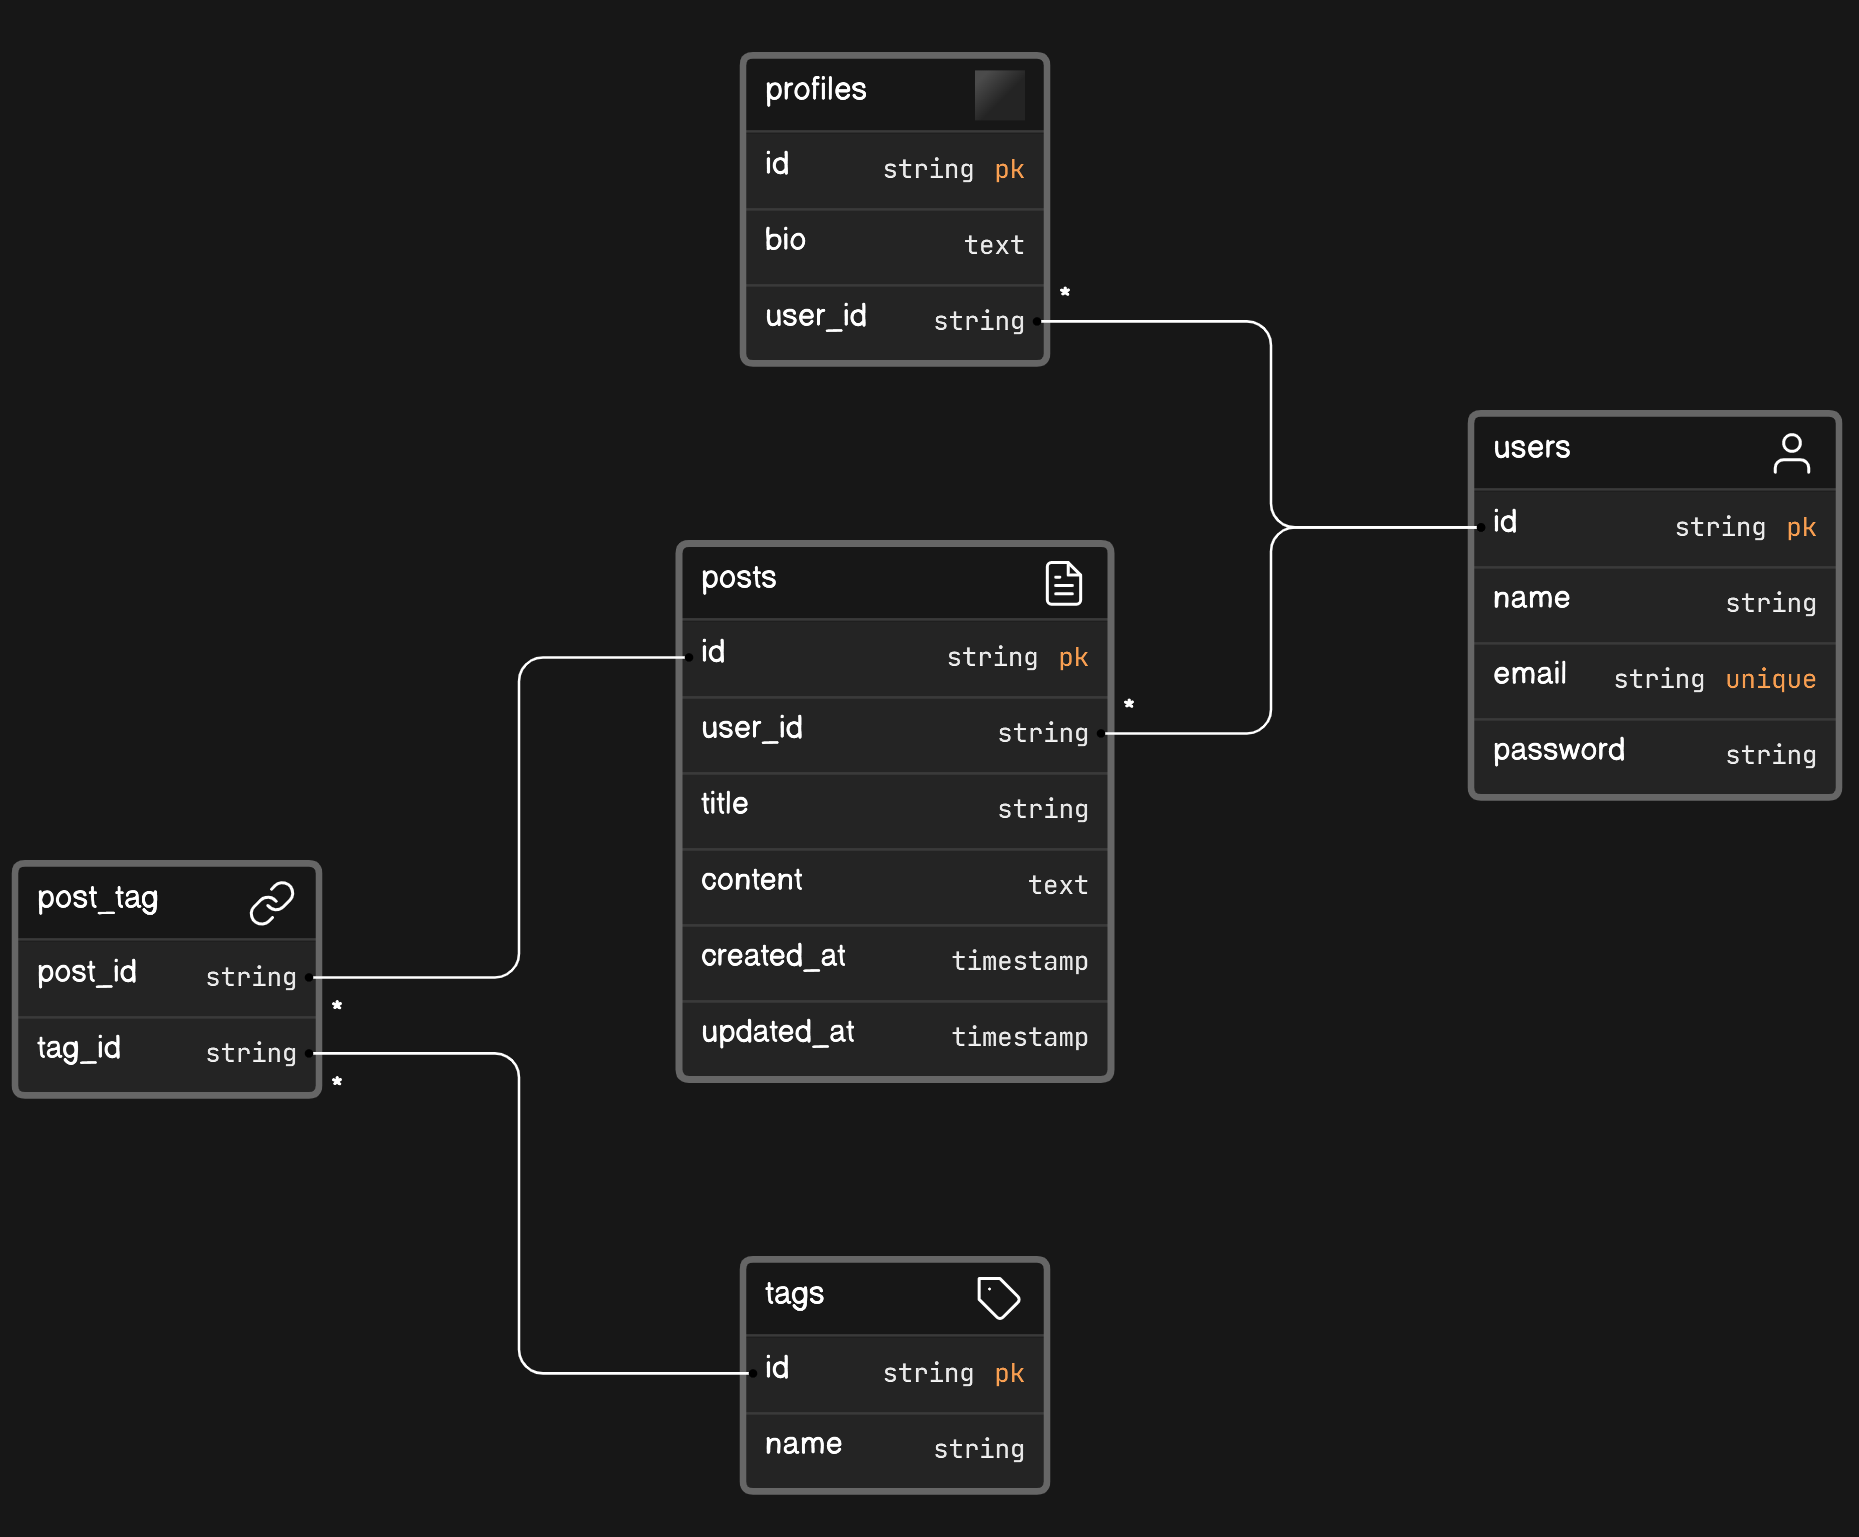 profiles
id string pk
bio text
*
user_id string
users
id string pk
name string
email string unique
password string
posts
id string pk
*
user_id string
title string
content text
created_at timestamp
updated_at timestamp
post_tag
post_id string
*
tag_id string
*
tags
id string pk
name string